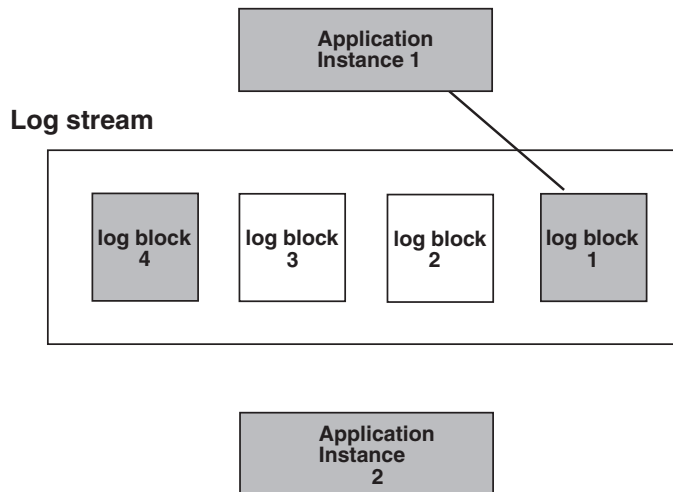 Application
Instance 1
Log stream
log block
4
log block
3
log block
2
log block
1
Application
Instance
2